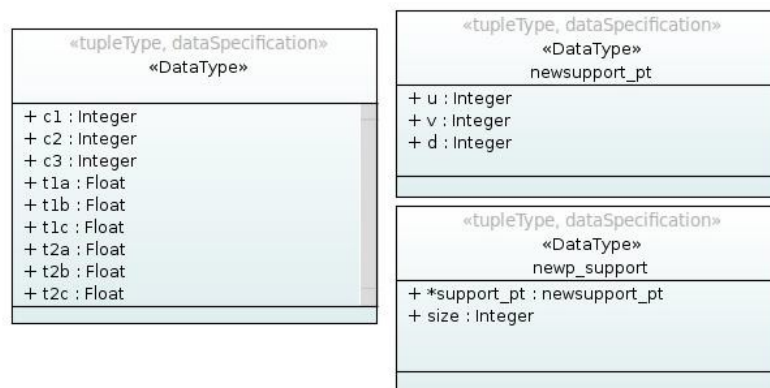 «tupleType, dataSpecification»
«DataType»
+ c1 : Integer
+ c2 : Integer
+ c3 : Integer
+ t1a : Float
+ t1b : Float
+ t1c : Float
+ t2a : Float
+ t2b : Float
+ t2c : Float
«tupleType, dataSpecification»
«DataType»
newsupport_pt
+ u : Integer
+ v : Integer
+ d : Integer
«tupleType, dataSpecification»
«DataType»
newp_support
+ *support_pt : newsupport_pt
+ size : Integer